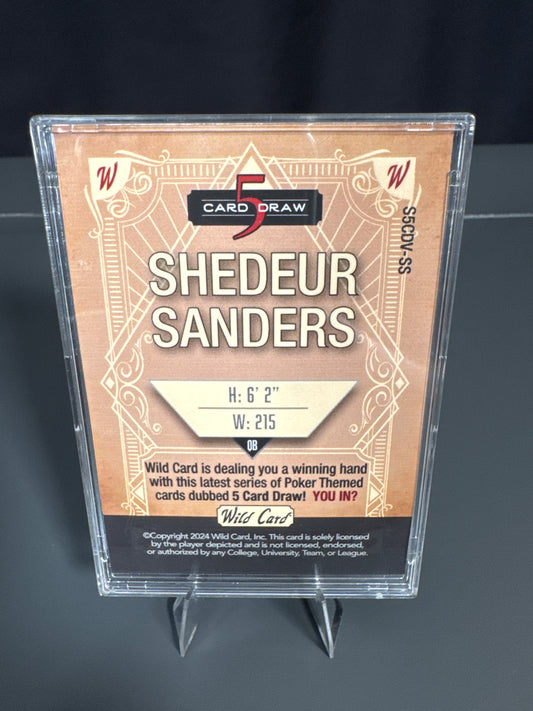 W
W
5
CARD DRAW
S5CDV-SS
SHEDEUR
SANDERS
H: 6' 2"
W: 215
QB
Wild Card is dealing you a winning hand
with this latest series of Poker Themed
cards dubbed 5 Card Draw! YOU IN?
Wild Card
©Copyright 2024 Wild Card, Inc. This card is solely licensed
by the player depicted and is not licensed, endorsed,
or authorized by any College, University, Team, or League.